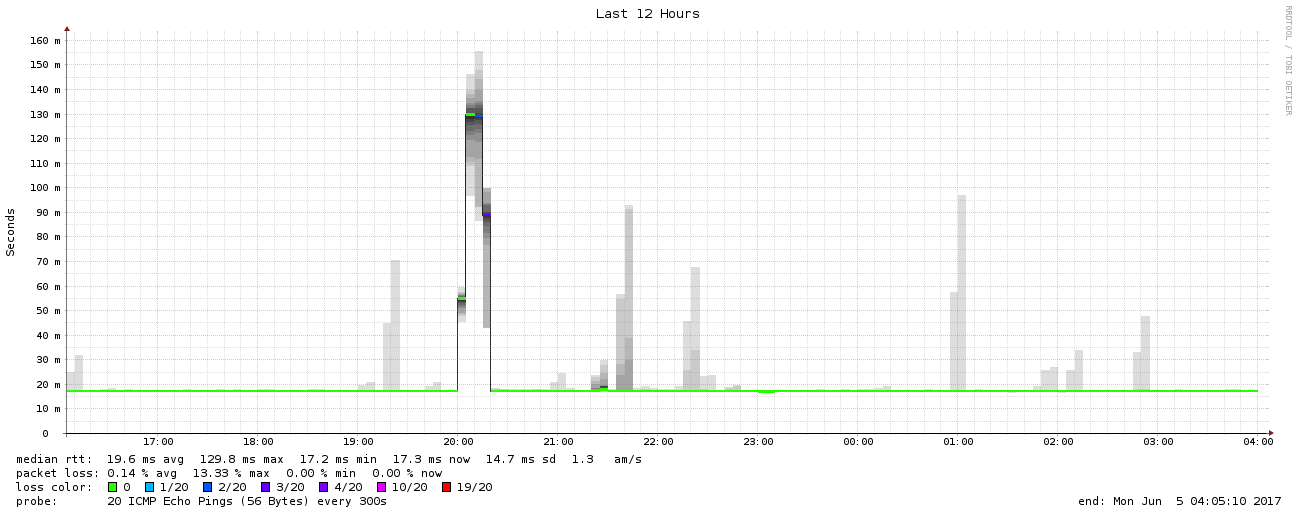 Last 12 Hours
RRDTOOL / TOBI OETIKER
Seconds
160 m
150 m
140 m
130 m
120 m
110 m
100 m
90 m
80 m
70 m
60 m
50 m
40 m
30 m
20 m
10 m
0
17:00 18:00 19:00 20:00 21:00 22:00 23:00 00:00 01:00 02:00 03:00 04:00
median rtt: 19.6 ms avg 129.8 ms max 17.2 ms min 17.3 ms now 14.7 ms sd 1.3 am/s
packet loss: 0.14 % avg 13.33 % max 0.00 % min 0.00 % now
loss color: 0 1/20 2/20 3/20 4/20 10/20 19/20
probe: 20 ICMP Echo Pings (56 Bytes) every 300s end: Mon Jun 5 04:05:10 2017